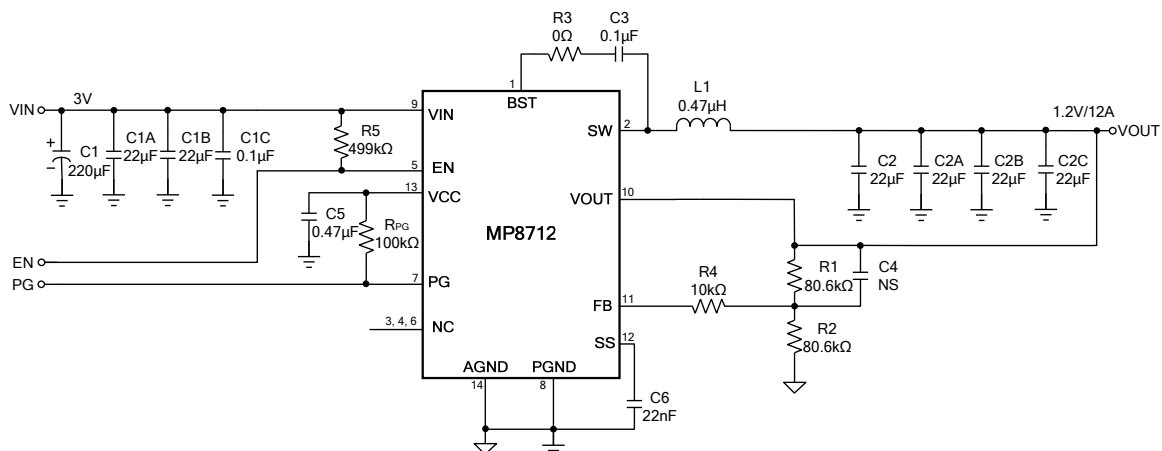 R3
0Ω
C3
0.1µF
1
BST
VIN
3V
9
VIN
L1
0.47µH
SW
2
1.2V/12A
VOUT
+
−
C1
220µF
C1A
22µF
C1B
22µF
C1C
0.1µF
R5
499kΩ
5
EN
C2
22µF
C2A
22µF
C2B
22µF
C2C
22µF
13
VCC
VOUT
10
C5
0.47µF
RPG
100kΩ
MP8712
EN
PG
7
PG
R4
10kΩ
R1
80.6kΩ
C4
NS
FB
11
3, 4, 6
NC
SS
12
R2
80.6kΩ
AGND
PGND
14
8
C6
22nF